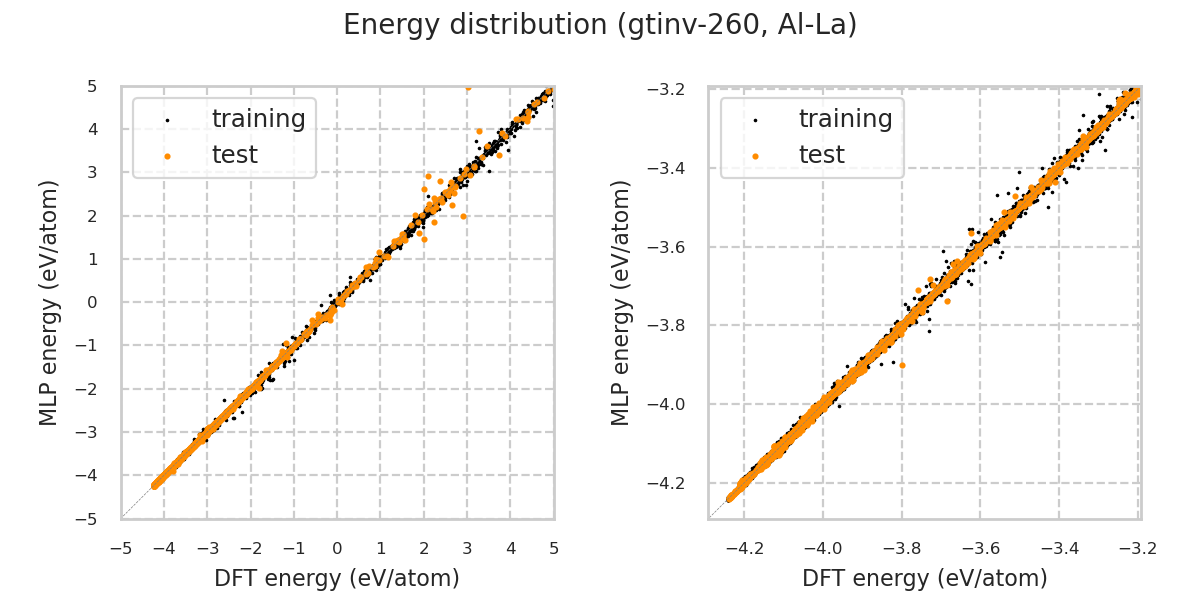 Energy distribution (gtinv-260, Al-La)
training
test
MLP energy (eV/atom)
5
4
3
2
1
0
−1
−2
−3
−4
−5
−5 −4 −3 −2 −1 0 1 2 3 4 5
DFT energy (eV/atom)
training
test
MLP energy (eV/atom)
−3.2
−3.4
−3.6
−3.8
−4.0
−4.2
−4.2 −4.0 −3.8 −3.6 −3.4 −3.2
DFT energy (eV/atom)